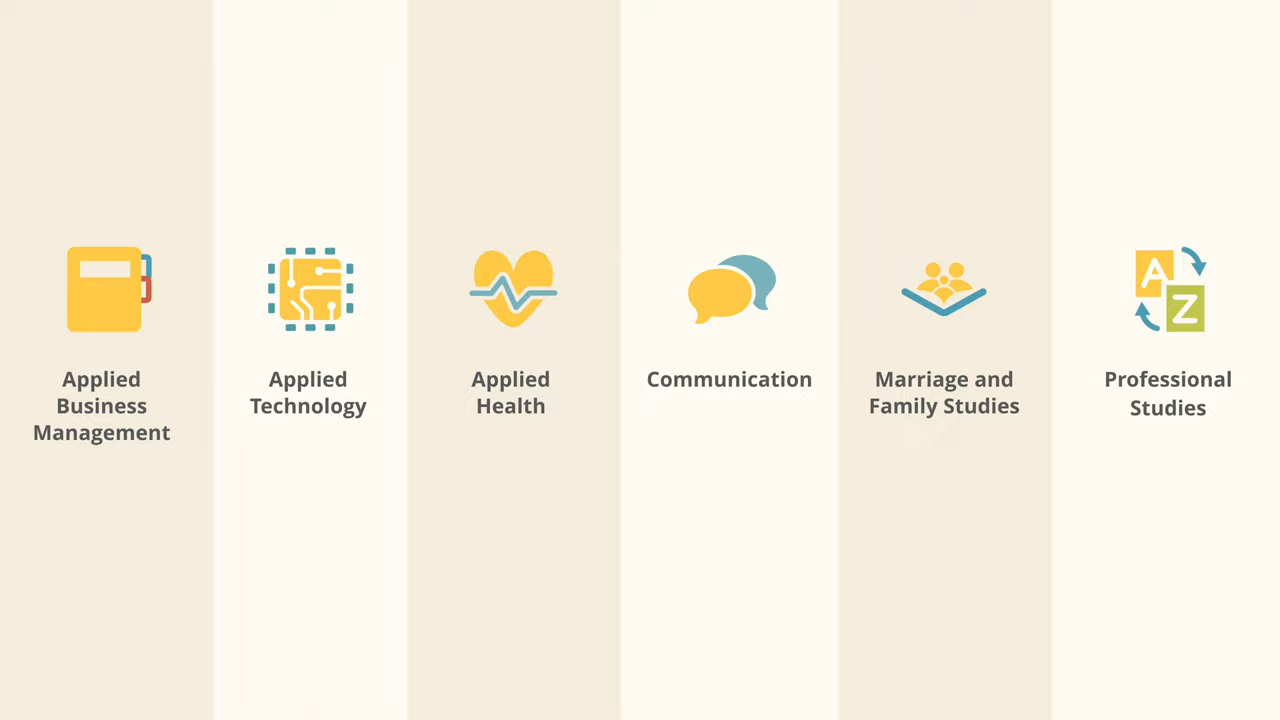 A
Z
Applied
Business
Management
Applied
Technology
Applied
Health
Communication
Marriage and
Family Studies
Professional
Studies